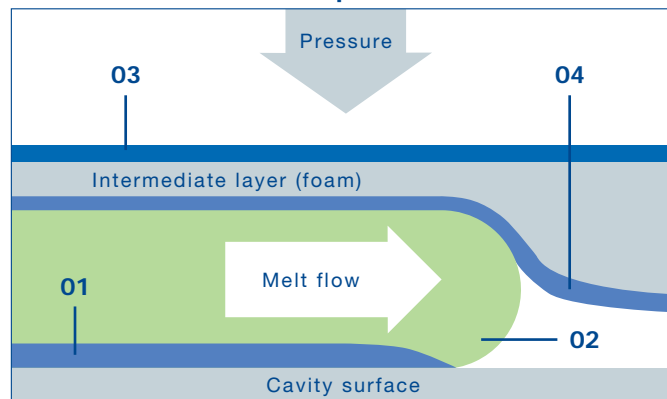 Pressure
03
04
Intermediate layer (foam)
Melt flow
01
02
Cavity surface